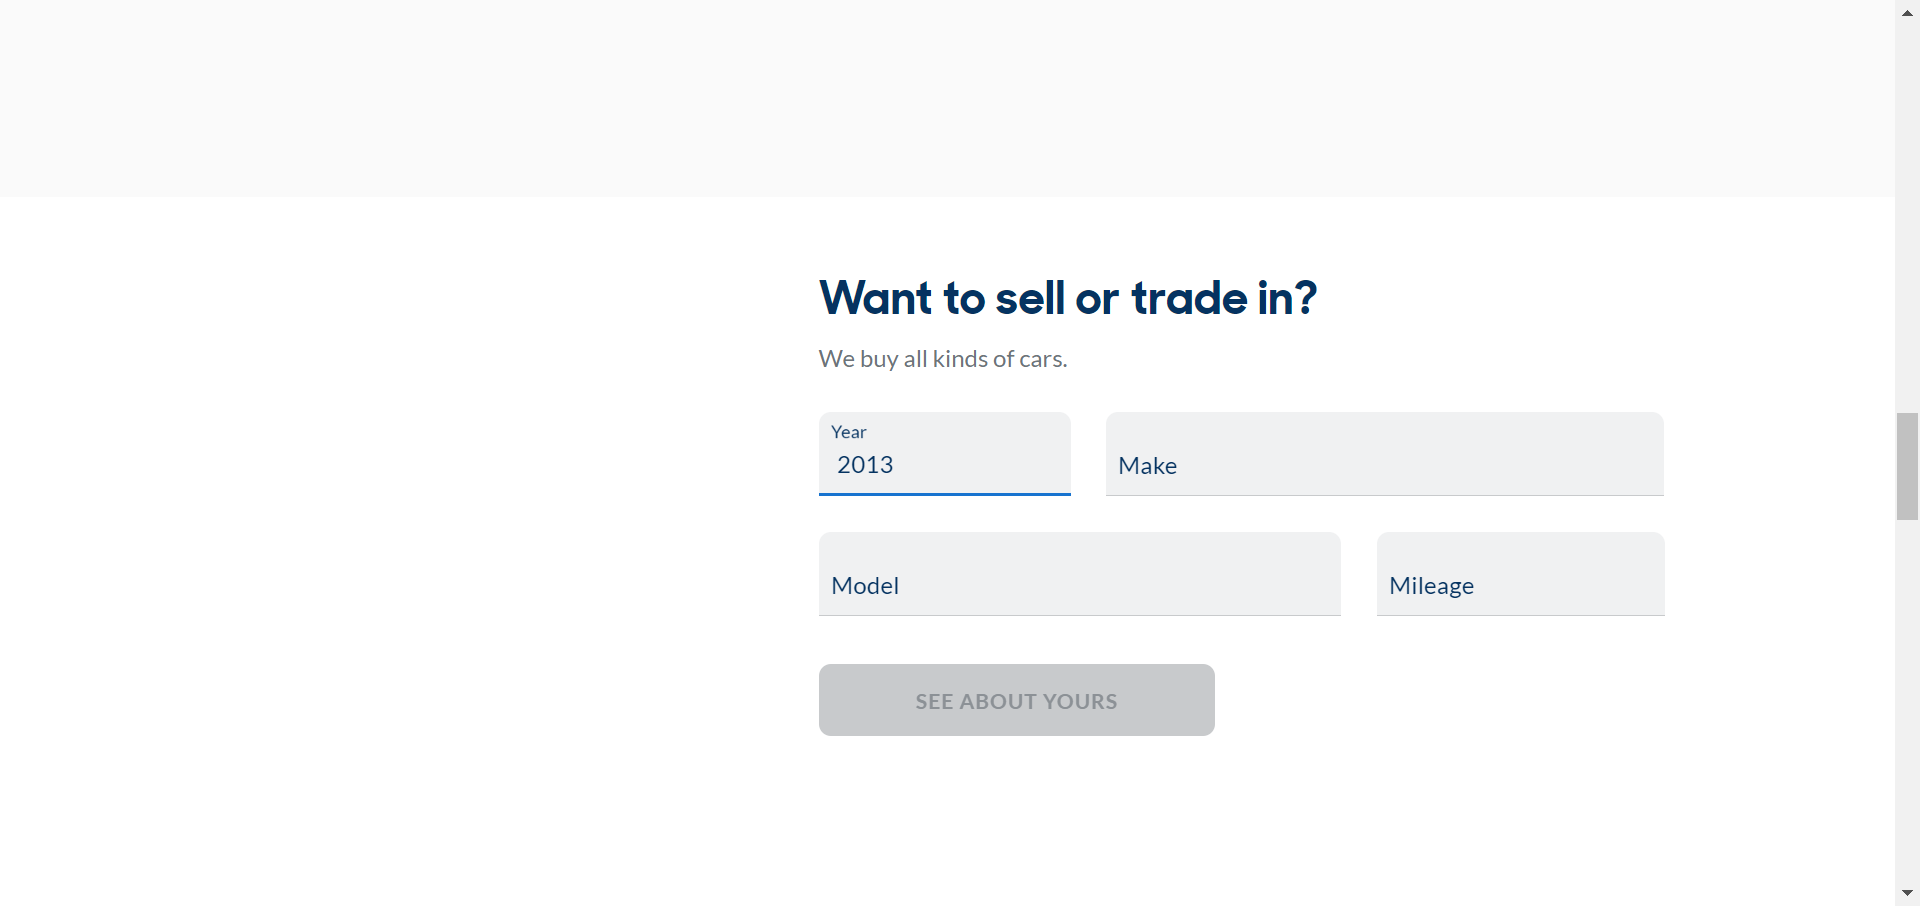 Want to sell or trade in?
We buy all kinds of cars.
Year
2013
Make
Model
Mileage
SEE ABOUT YOURS